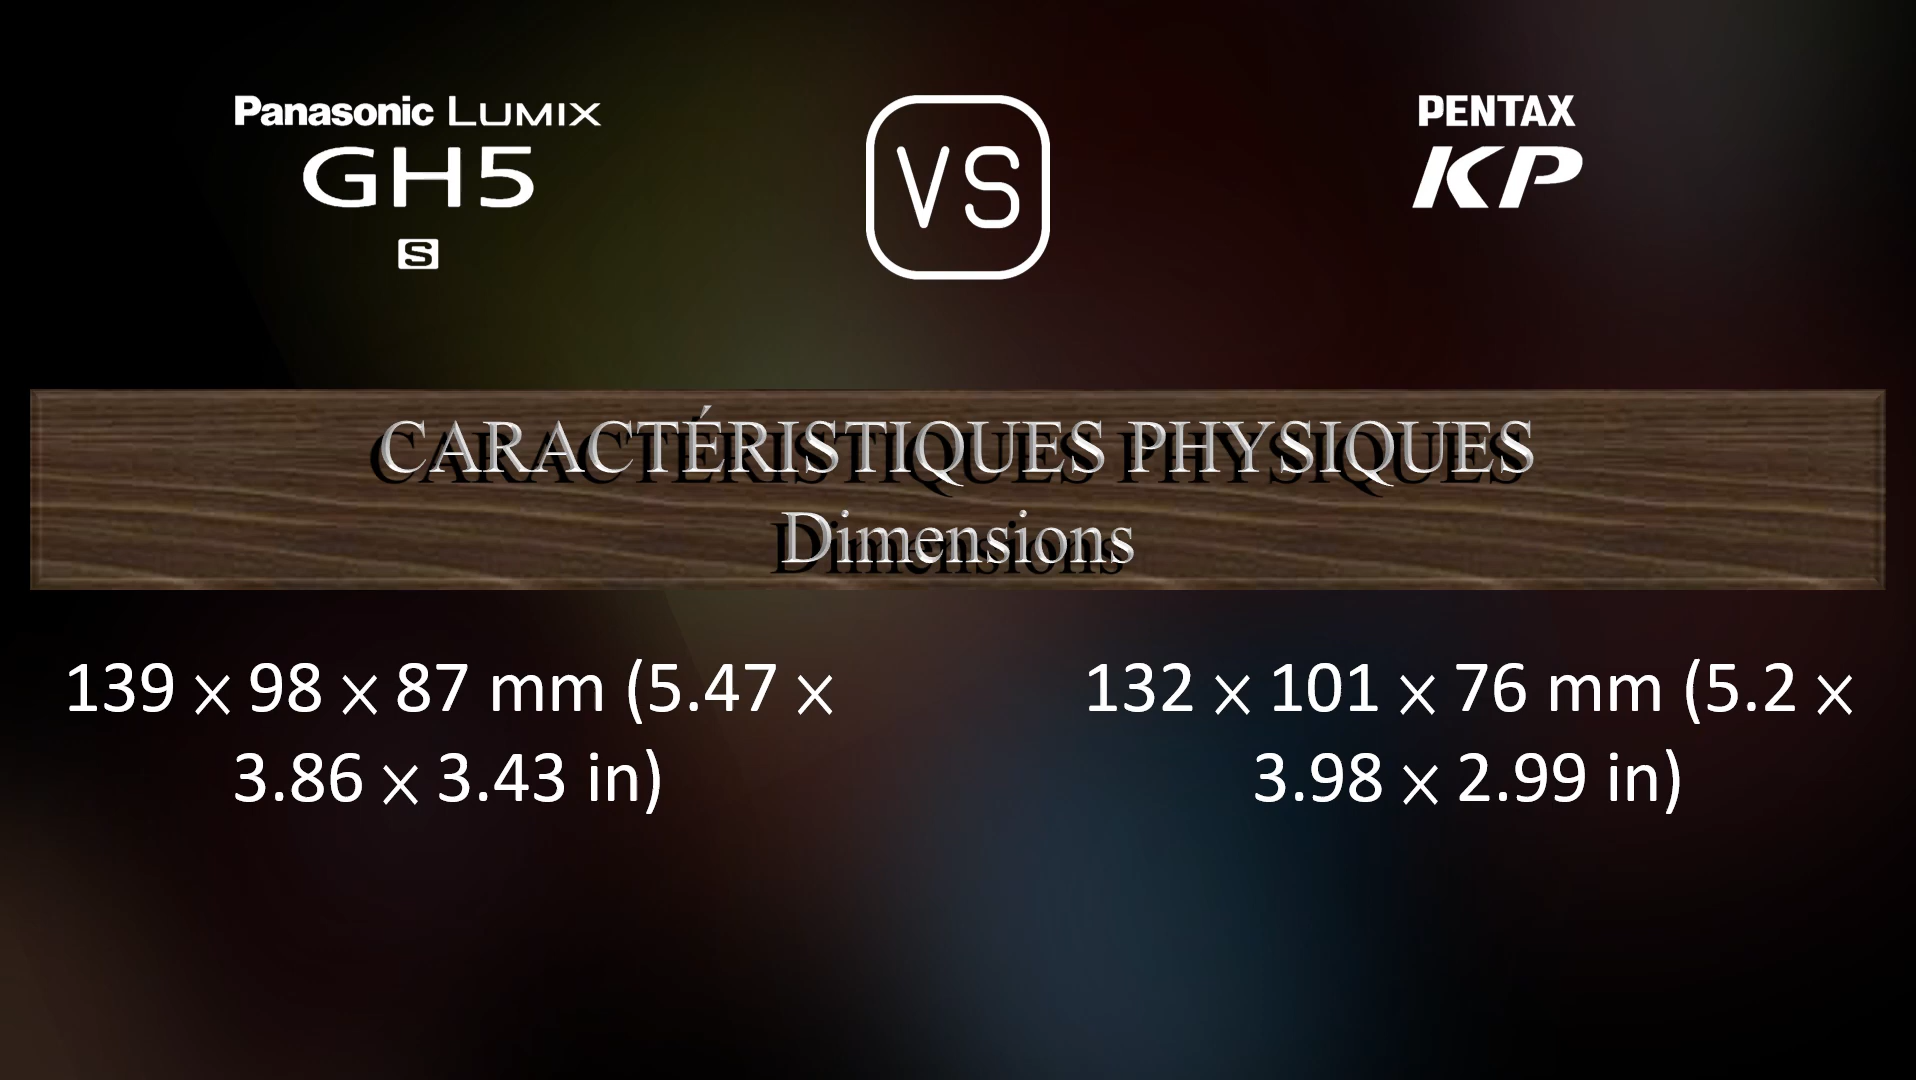 Panasonic LUMIX
GH5
S
VS
PENTAX
KP
CARACTÉRISTIQUES PHYSIQUES
Dimensions
139 x 98 x 87 mm (5.47 x
3.86 x 3.43 in)
132 x 101 x 76 mm (5.2 x
3.98 x 2.99 in)